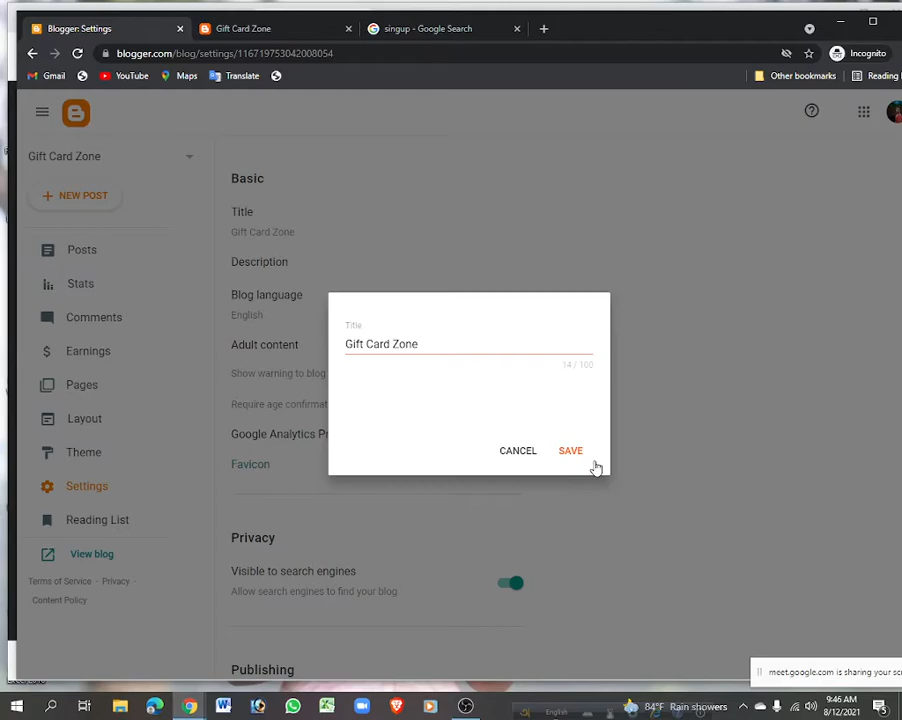 Blogger: Settings
Gift Card Zone
singup - Google Search
blogger.com/blog/settings/116719753042008054
Incognito
Gmail
YouTube
Maps
Translate
Other bookmarks
Reading
Gift Card Zone
NEW POST
Posts
Stats
Comments
Earnings
Pages
Layout
Theme
Settings
Reading List
View blog
Terms of Service · Privacy ·
Content Policy
Basic
Title
Gift Card Zone
Description
Blog language
English
Adult content
Show warning to blog
Require age confirmat
Google Analytics Pr
Favicon
Title
Gift Card Zone
14 / 100
CANCEL
SAVE
Privacy
Visible to search engines
Allow search engines to find your blog
Publishing
meet.google.com is sharing your scr
English
84°F Rain showers
9:46 AM
8/12/2021
5